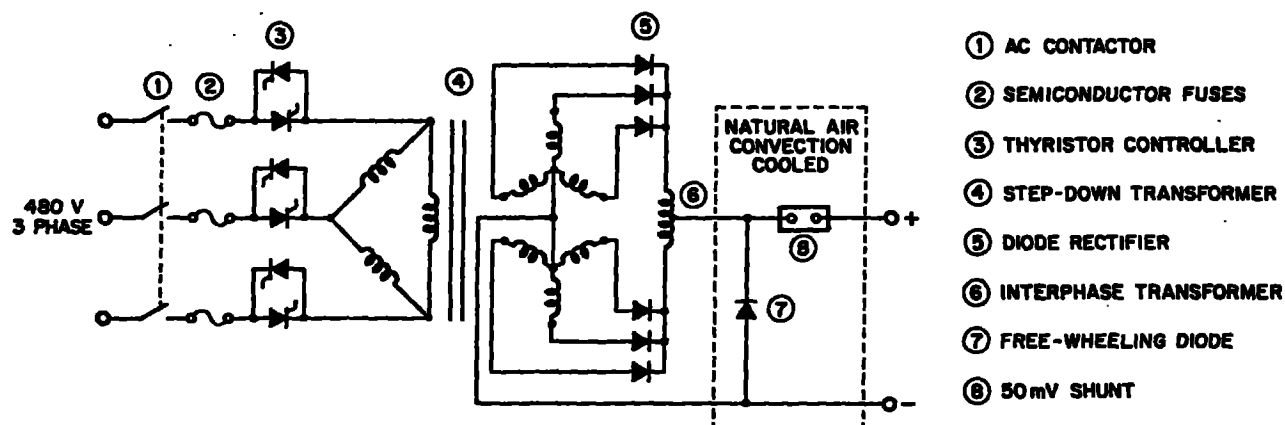 ①
②
③
④
⑤
480 V
3 PHASE
NATURAL AIR
CONVECTION
COOLED
⑥
⑦
⑧
+
−
① AC CONTACTOR
② SEMICONDUCTOR FUSES
③ THYRISTOR CONTROLLER
④ STEP-DOWN TRANSFORMER
⑤ DIODE RECTIFIER
⑥ INTERPHASE TRANSFORMER
⑦ FREE-WHEELING DIODE
⑧ 50mV SHUNT